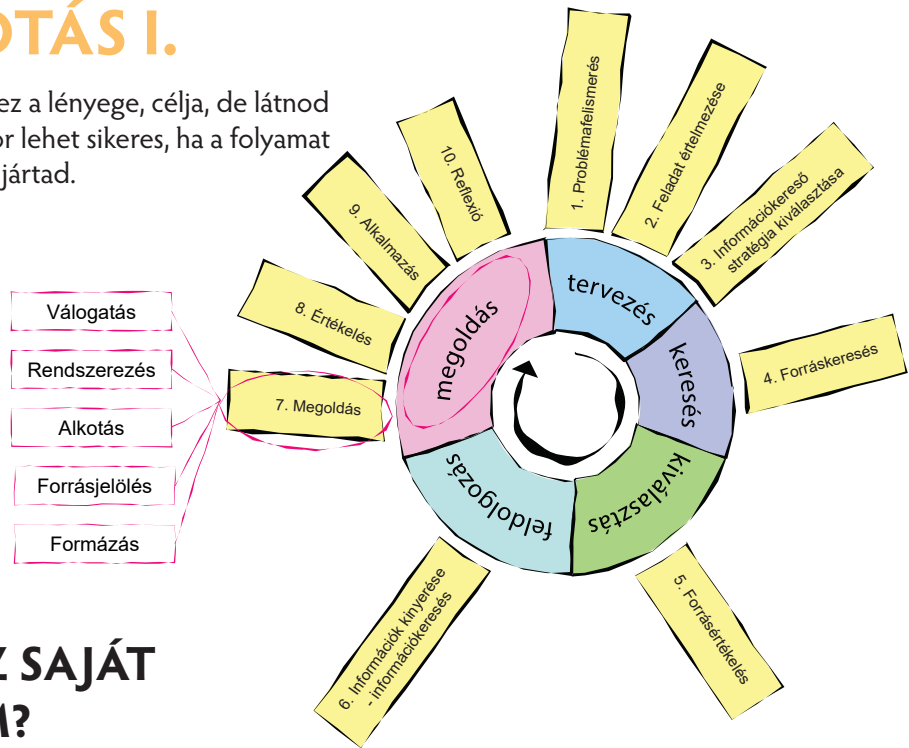 OTÁS I.
ez a lényege, célja, de látnod
or lehet sikeres, ha a folyamat
jártad.
1. Problémafelismerés
2. Feladat értelmezése
3. Információkereső
stratégia kiválasztása
4. Forráskeresés
5. Forrásértékelés
6. Információk kinyerése
- információkeresés
7. Megoldás
8. Értékelés
9. Alkalmazás
10. Reflexió
tervezés
keresés
kiválasztás
feldolgozás
megoldás
Válogatás
Rendszerezés
Alkotás
Forrásjelölés
Formázás
Z SAJÁT
M?